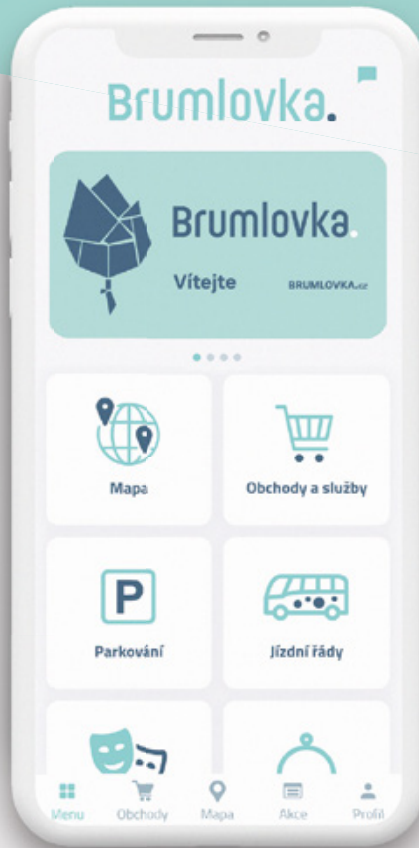 Brumlovka.
Brumlovka.
Vítejte
BRUMLOVKA.cz
Mapa
Obchody a služby
P
Parkování
Jízdní řády
Menu
Obchody
Mapa
Akce
Profil